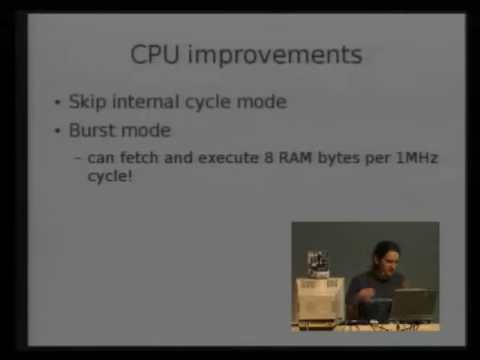 CPU improvements
• Skip internal cycle mode
• Burst mode
– can fetch and execute 8 RAM bytes per 1MHz
cycle!